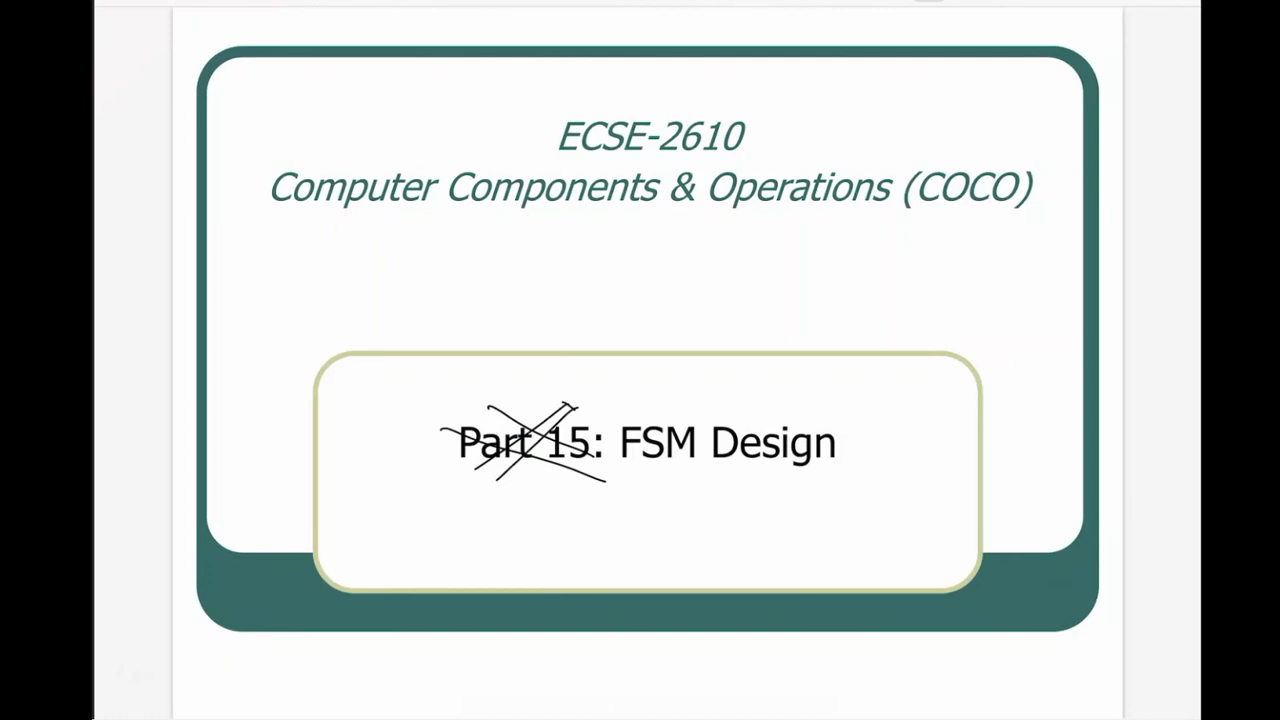 ECSE-2610
Computer Components & Operations (COCO)
Part 15: FSM Design